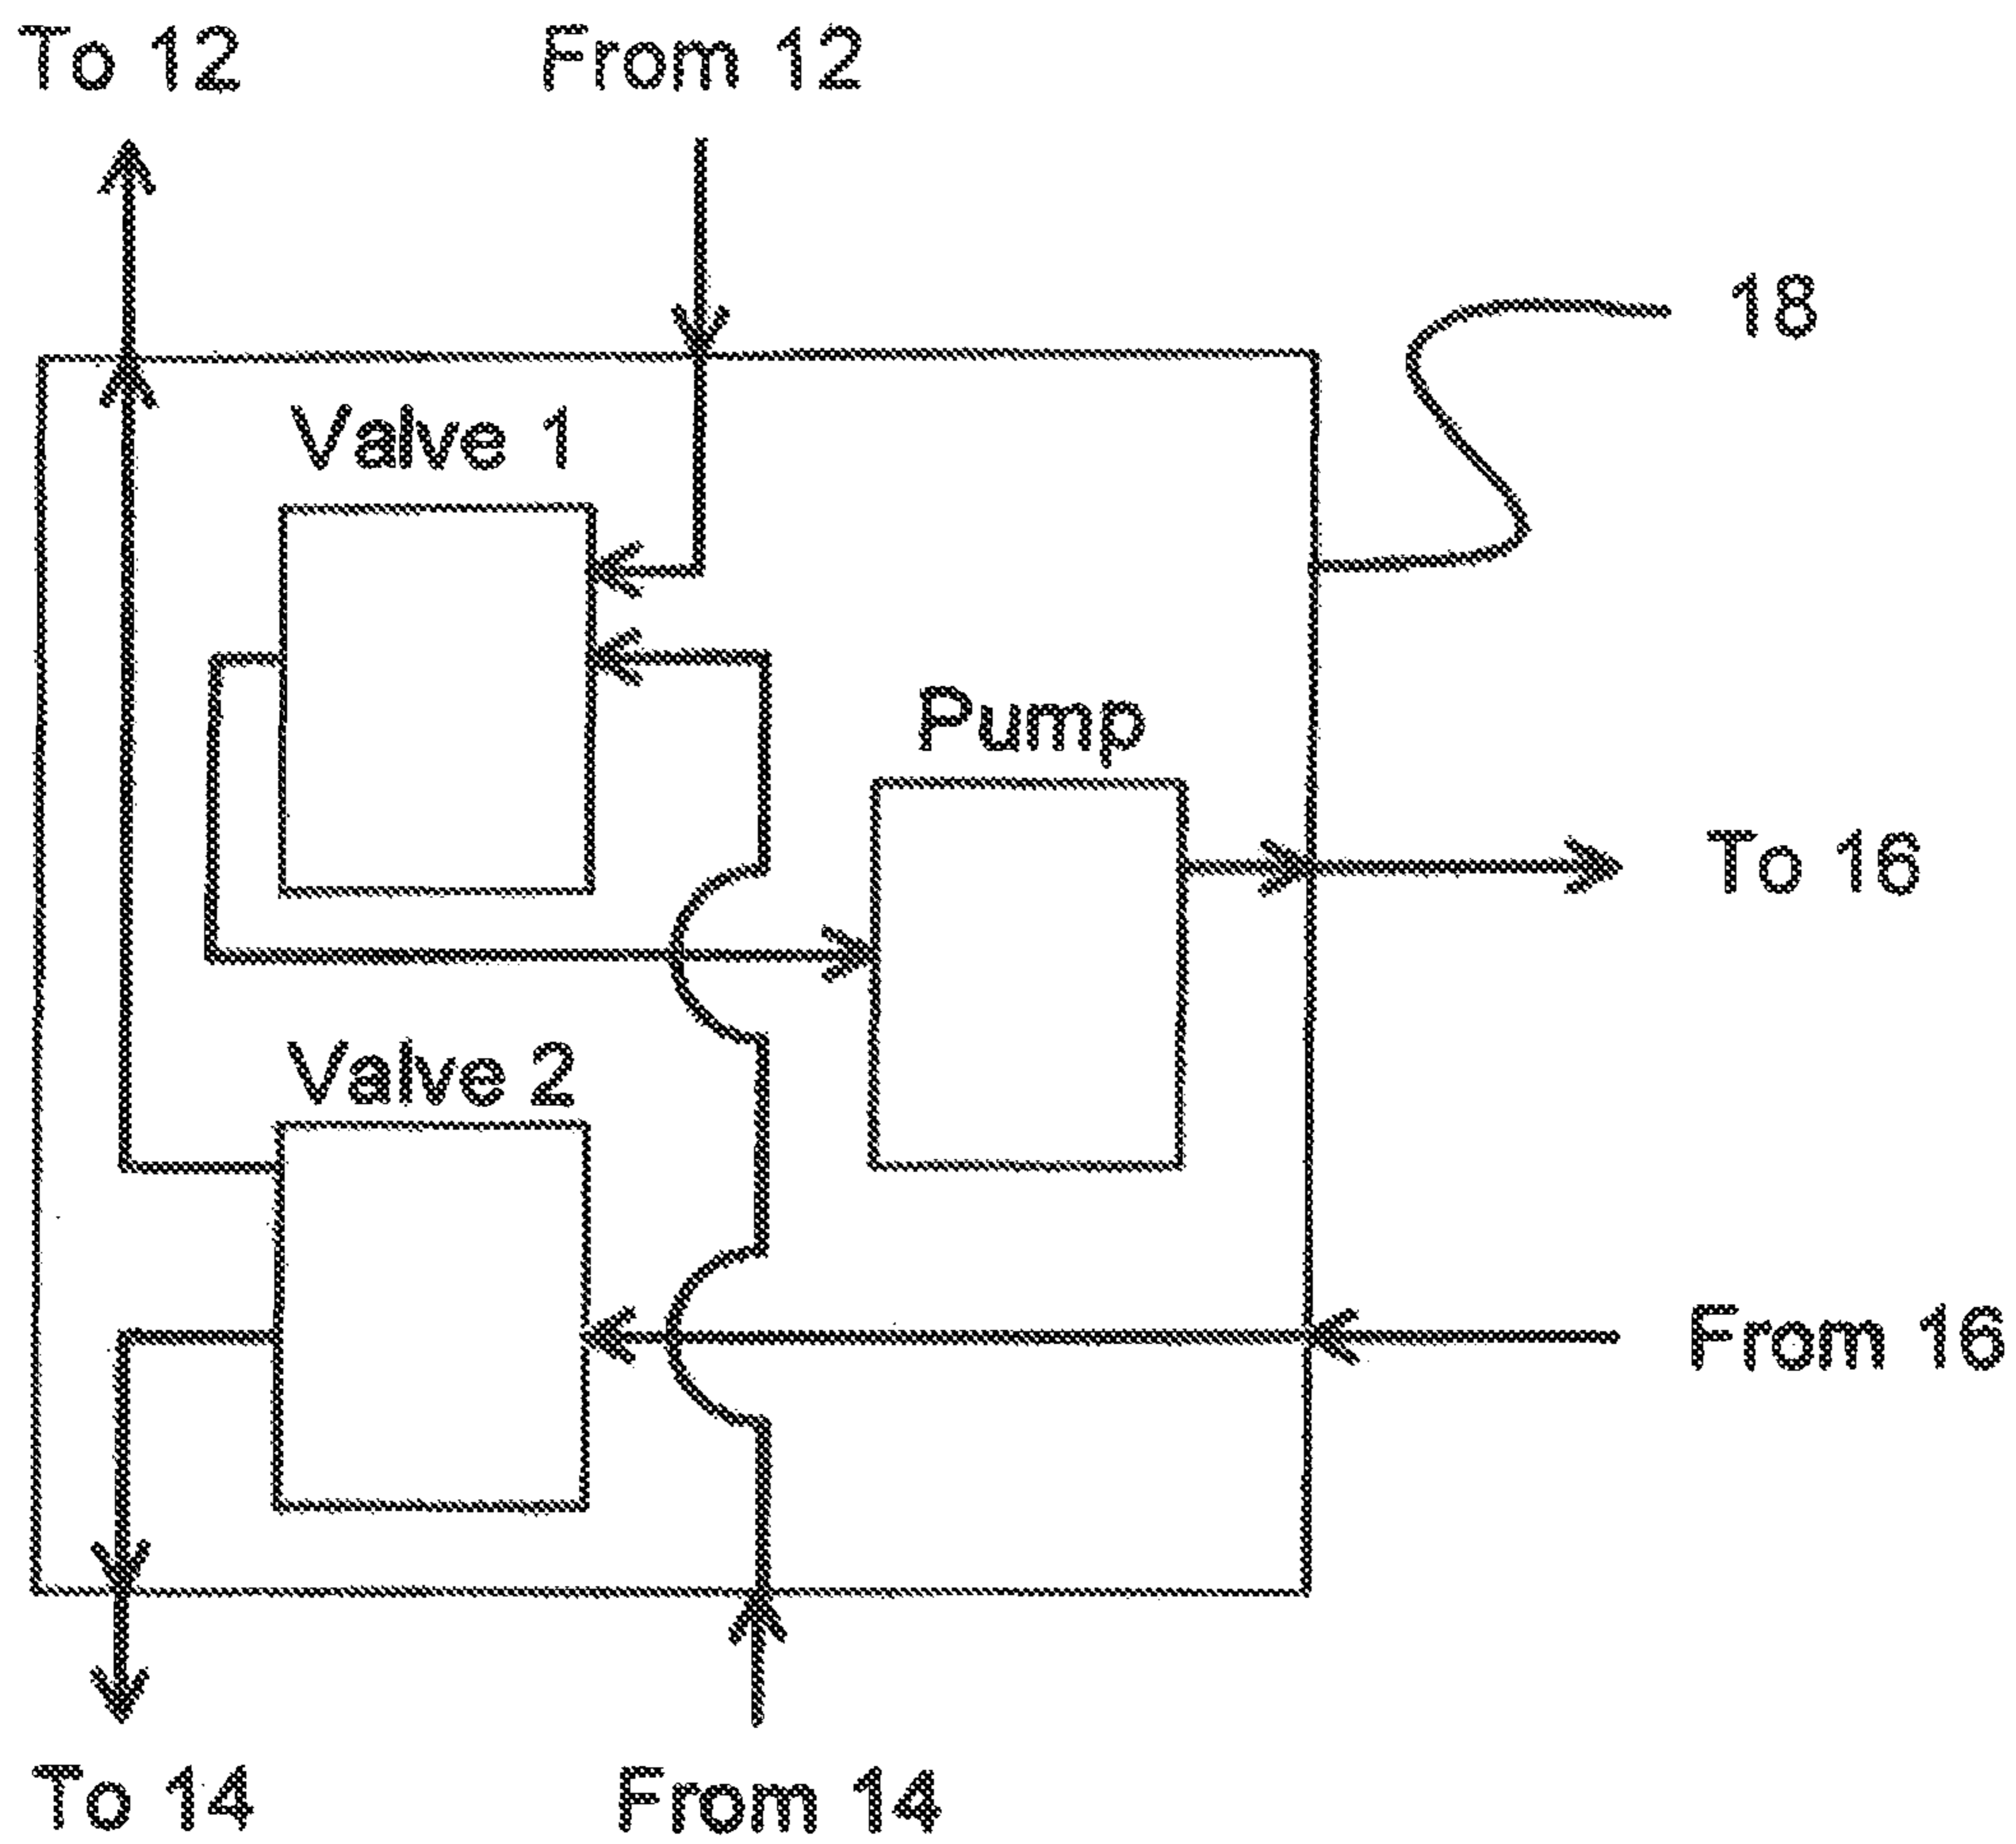 To 12
From 12
18
Valve 1
Pump
To 16
Valve 2
From 16
To 14
From 14